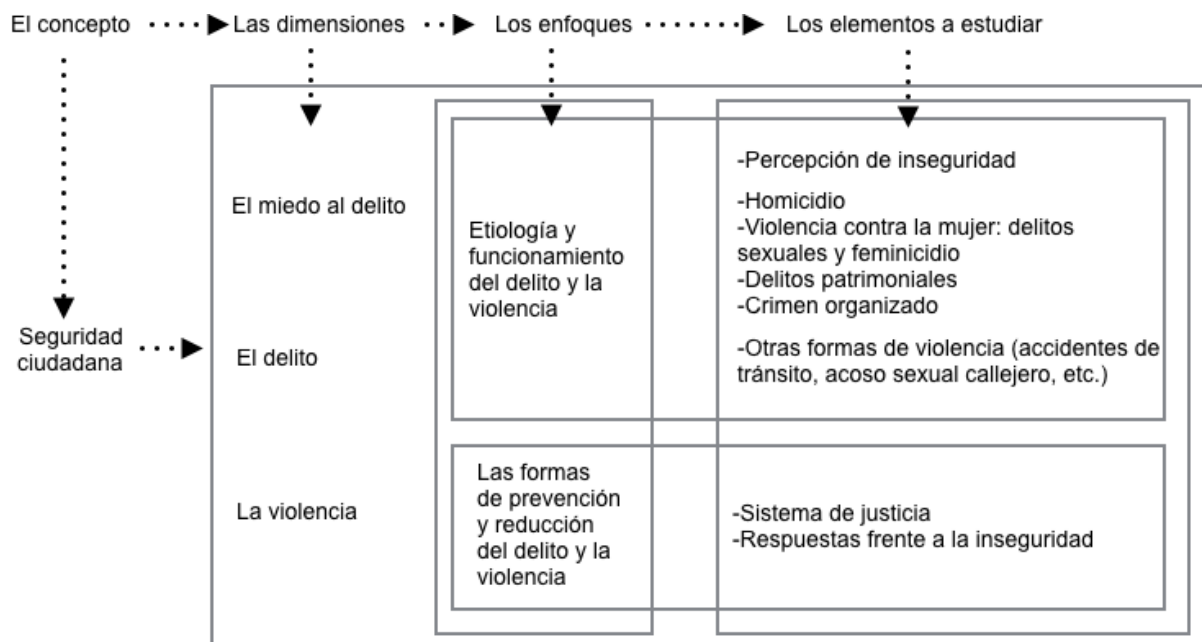 El concepto
Las dimensiones
Los enfoques
Los elementos a estudiar
Seguridad
ciudadana
El miedo al delito
El delito
La violencia
Etiología y
funcionamiento
del delito y la
violencia
Las formas
de prevención
y reducción
del delito y la
violencia
-Percepción de inseguridad
-Homicidio
-Violencia contra la mujer: delitos
sexuales y feminicidio
-Delitos patrimoniales
-Crimen organizado
-Otras formas de violencia (accidentes de
tránsito, acoso sexual callejero, etc.)
-Sistema de justicia
-Respuestas frente a la inseguridad